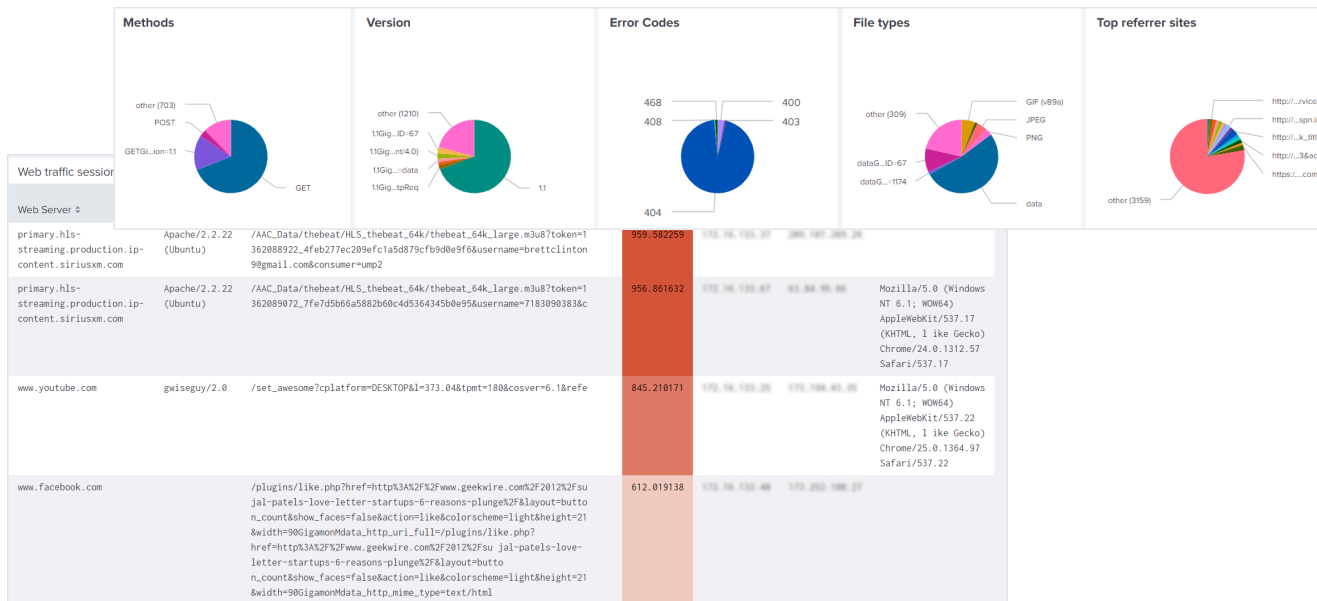 Methods
Version
Error Codes
File types
Top referrer sites
other (703)
POST
GETGi...ion=1.1
GET
other (1210)
1.1Gig...ID=67
1.1Gig...nt/4.0)
1.1Gig...=data
1.1Gig...tpReq
1.1
468
408
400
403
404
other (309)
dataG...ID=67
dataG...=1174
GIF (v89a)
JPEG
PNG
data
http://...rvice
http://...spn.i
http://...k_titl
http://...3&ac
https:/....com
other (3159)
Web traffic session
Web Server
primary.hls-
streaming.production.ip-
content.siriusxm.com
Apache/2.2.22
(Ubuntu)
/AAC_Data/thebeat/HLS_thebeat_64k/thebeat_64k_large.m3u8?token=1
362088922_4feb277ec209efc1a5d879cfb9d0e9f6&username=brettclinton
9@gmail.com&consumer=ump2
959.582259
primary.hls-
streaming.production.ip-
content.siriusxm.com
Apache/2.2.22
(Ubuntu)
/AAC_Data/thebeat/HLS_thebeat_64k/thebeat_64k_large.m3u8?token=1
362089072_7fe7d5b66a5882b60c4d5364345b0e95&username=7183090383&c
956.861632
Mozilla/5.0 (Windows
NT 6.1; WOW64)
AppleWebKit/537.17
(KHTML, l ike Gecko)
Chrome/24.0.1312.57
Safari/537.17
www.youtube.com
gwiseguy/2.0
/set_awesome?cplatform=DESKTOP&l=373.04&tpmt=180&cosver=6.1&refe
845.210171
Mozilla/5.0 (Windows
NT 6.1; WOW64)
AppleWebKit/537.22
(KHTML, l ike Gecko)
Chrome/25.0.1364.97
Safari/537.22
www.facebook.com
/plugins/like.php?href=http%3A%2F%2Fwww.geekwire.com%2F2012%2Fsu
jal-patels-love-letter-startups-6-reasons-plunge%2F&layout=butto
n_count&show_faces=false&action=like&colorscheme=light&height=21
&width=90GigamonMdata_http_uri_full=/plugins/like.php?
href=http%3A%2F%2Fwww.geekwire.com%2F2012%2Fsu jal-patels-love-
letter-startups-6-reasons-plunge%2F&layout=butto
n_count&show_faces=false&action=like&colorscheme=light&height=21
&width=90GigamonMdata_http_mime_type=text/html
612.019138